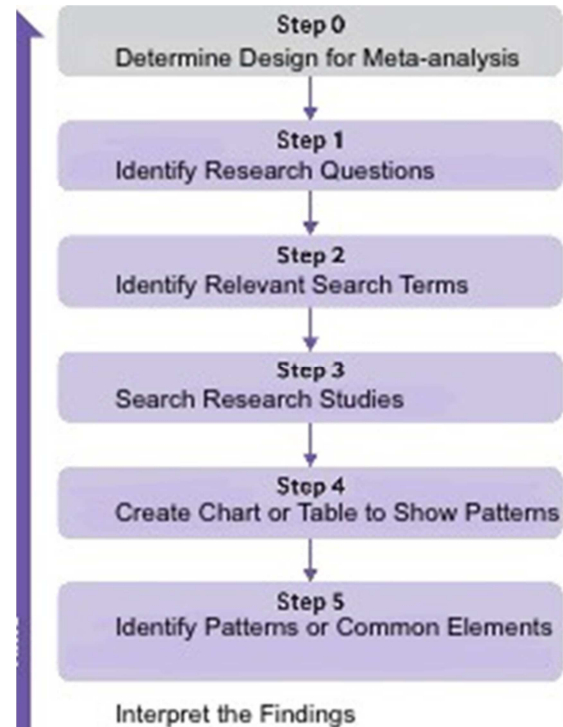 Step 0
Determine Design for Meta-analysis
Step 1
Identify Research Questions
Step 2
Identify Relevant Search Terms
Step 3
Search Research Studies
Step 4
Create Chart or Table to Show Patterns
Step 5
Identify Patterns or Common Elements
Interpret the Findings